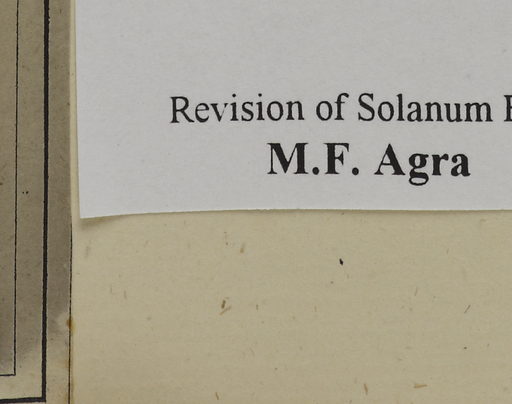 Revision of Solanum
M.F. Agra